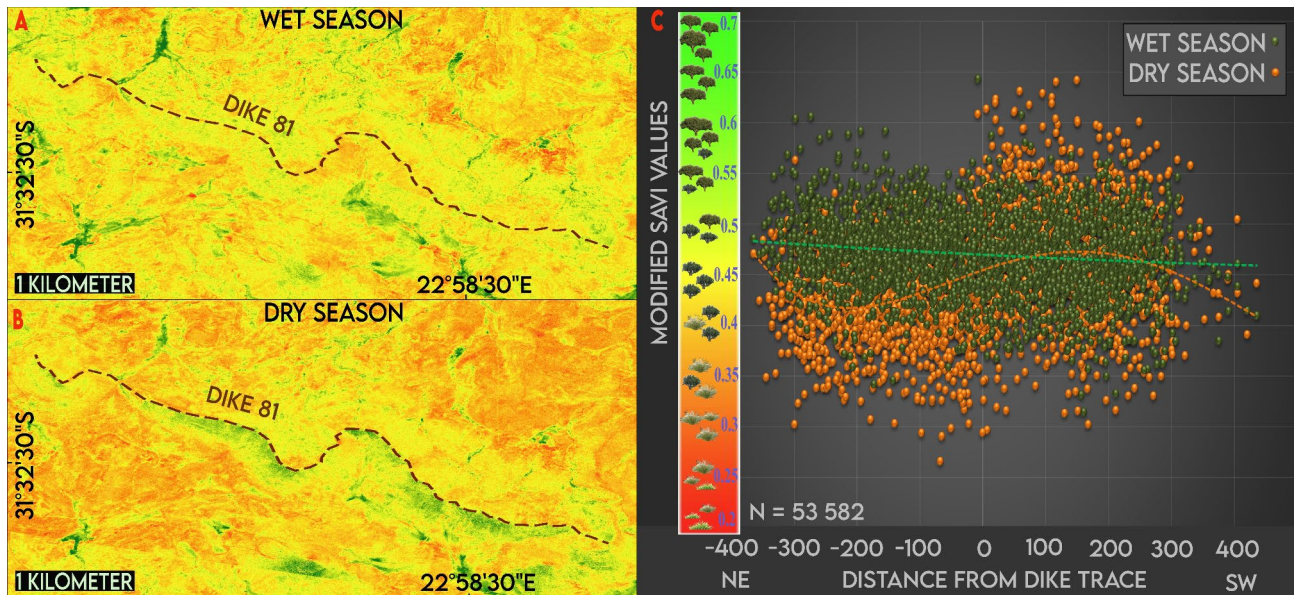 A
WET SEASON
DIKE 81
31°32'30"S
1 KILOMETER
22°58'30"E
B
DRY SEASON
DIKE 81
31°32'30"S
1 KILOMETER
22°58'30"E
C
WET SEASON
DRY SEASON
MODIFIED SAVI VALUES
0.7
0.65
0.6
0.55
0.5
0.45
0.4
0.35
0.3
0.25
0.2
N = 53 582
-400 -300 -200 -100 0 100 200 300 400
NE DISTANCE FROM DIKE TRACE SW